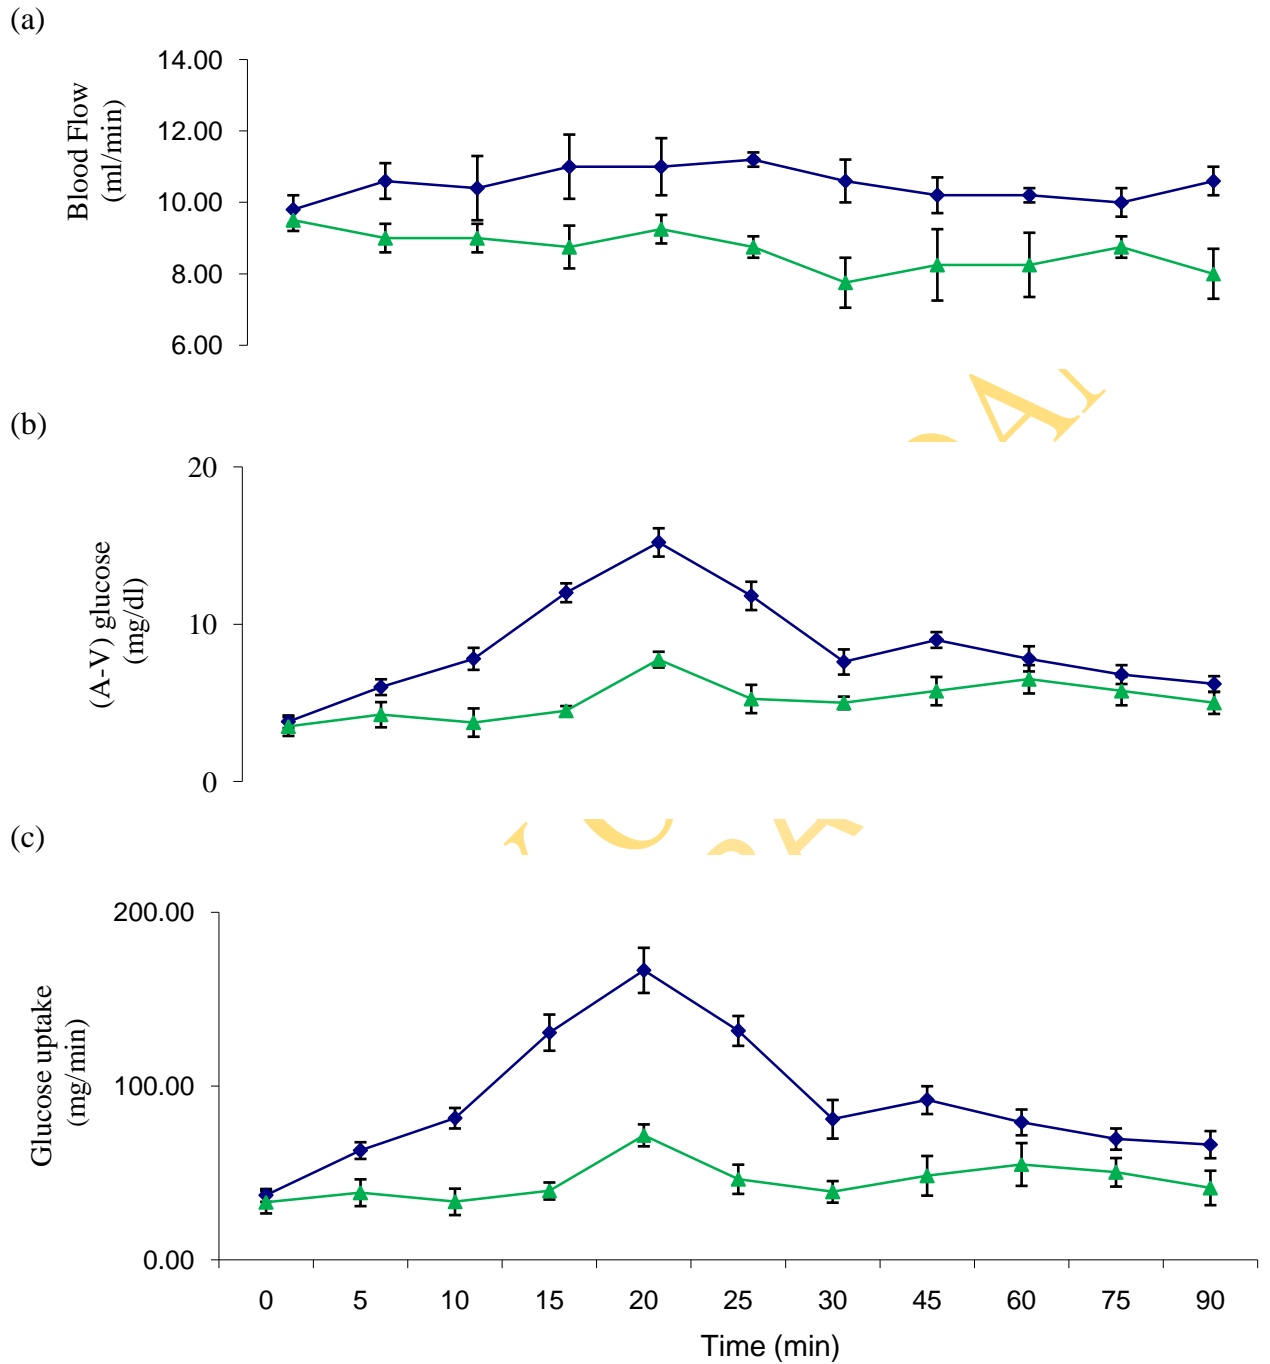 (a)
Blood Flow
(ml/min)
14.00
12.00
10.00
8.00
6.00
(b)
(A-V) glucose
(mg/dl)
20
10
0
(c)
Glucose uptake
(mg/min)
200.00
100.00
0.00
0 5 10 15 20 25 30 45 60 75 90
Time (min)